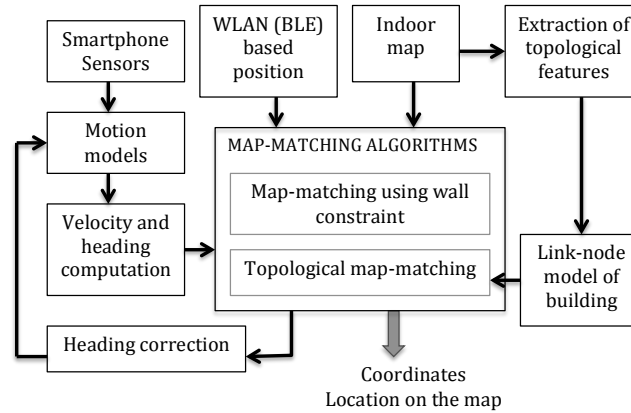 Smartphone
Sensors
WLAN (BLE)
based
position
Indoor
map
Extraction of
topological
features
Motion
models
MAP-MATCHING ALGORITHMS
Map-matching using wall
constraint
Velocity and
heading
computation
Topological map-matching
Link-node
model of
building
Heading correction
Coordinates
Location on the map